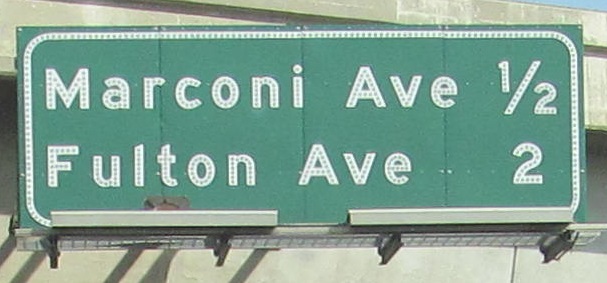 Marconi Ave ½
Fulton Ave 2